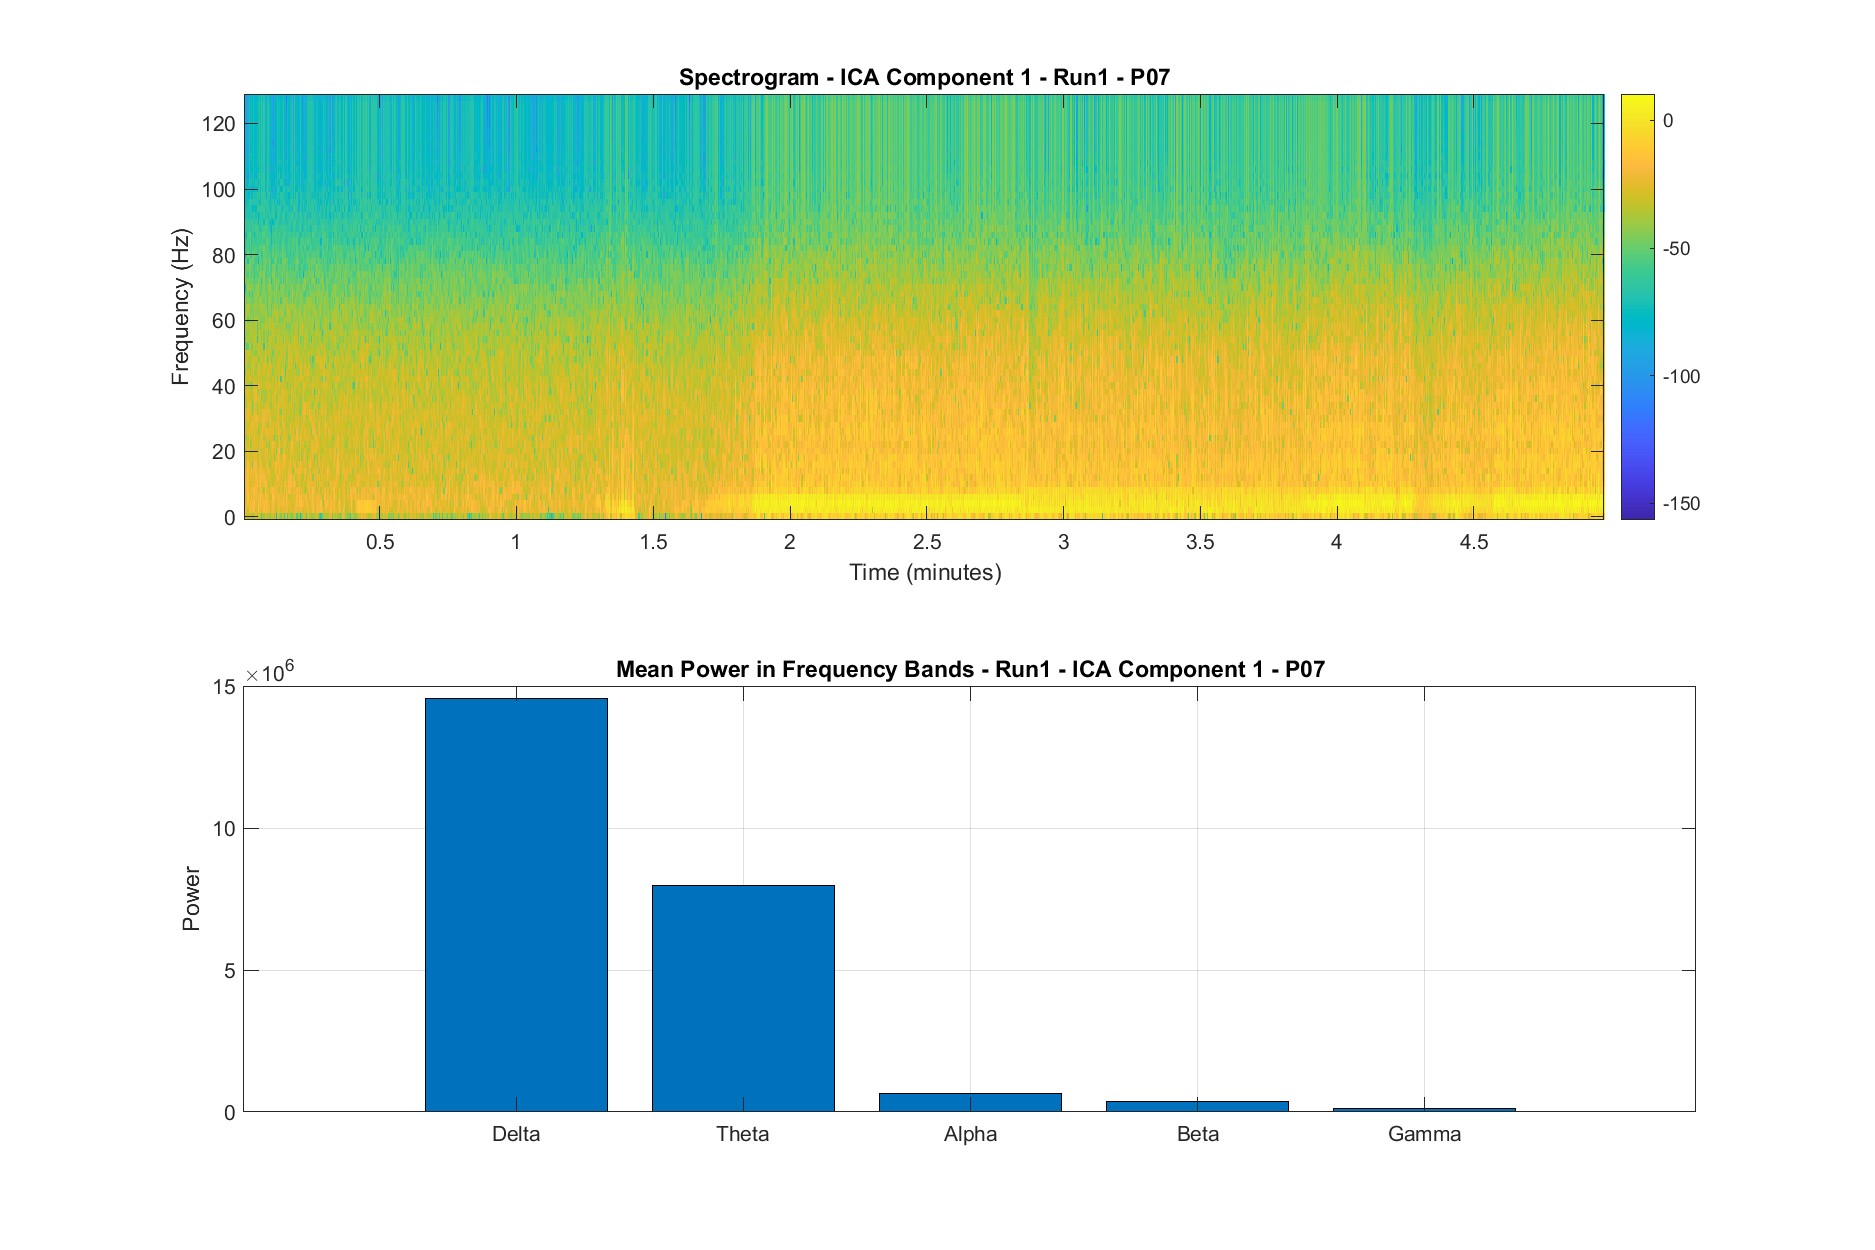 Spectrogram - ICA Component 1 - Run1 - P07
120
100
80
60
40
20
0
Frequency (Hz)
0.5 1 1.5 2 2.5 3 3.5 4 4.5
Time (minutes)
0
-50
-100
-150
Mean Power in Frequency Bands - Run1 - ICA Component 1 - P07
×10^6
15
10
5
0
Power
Delta Theta Alpha Beta Gamma